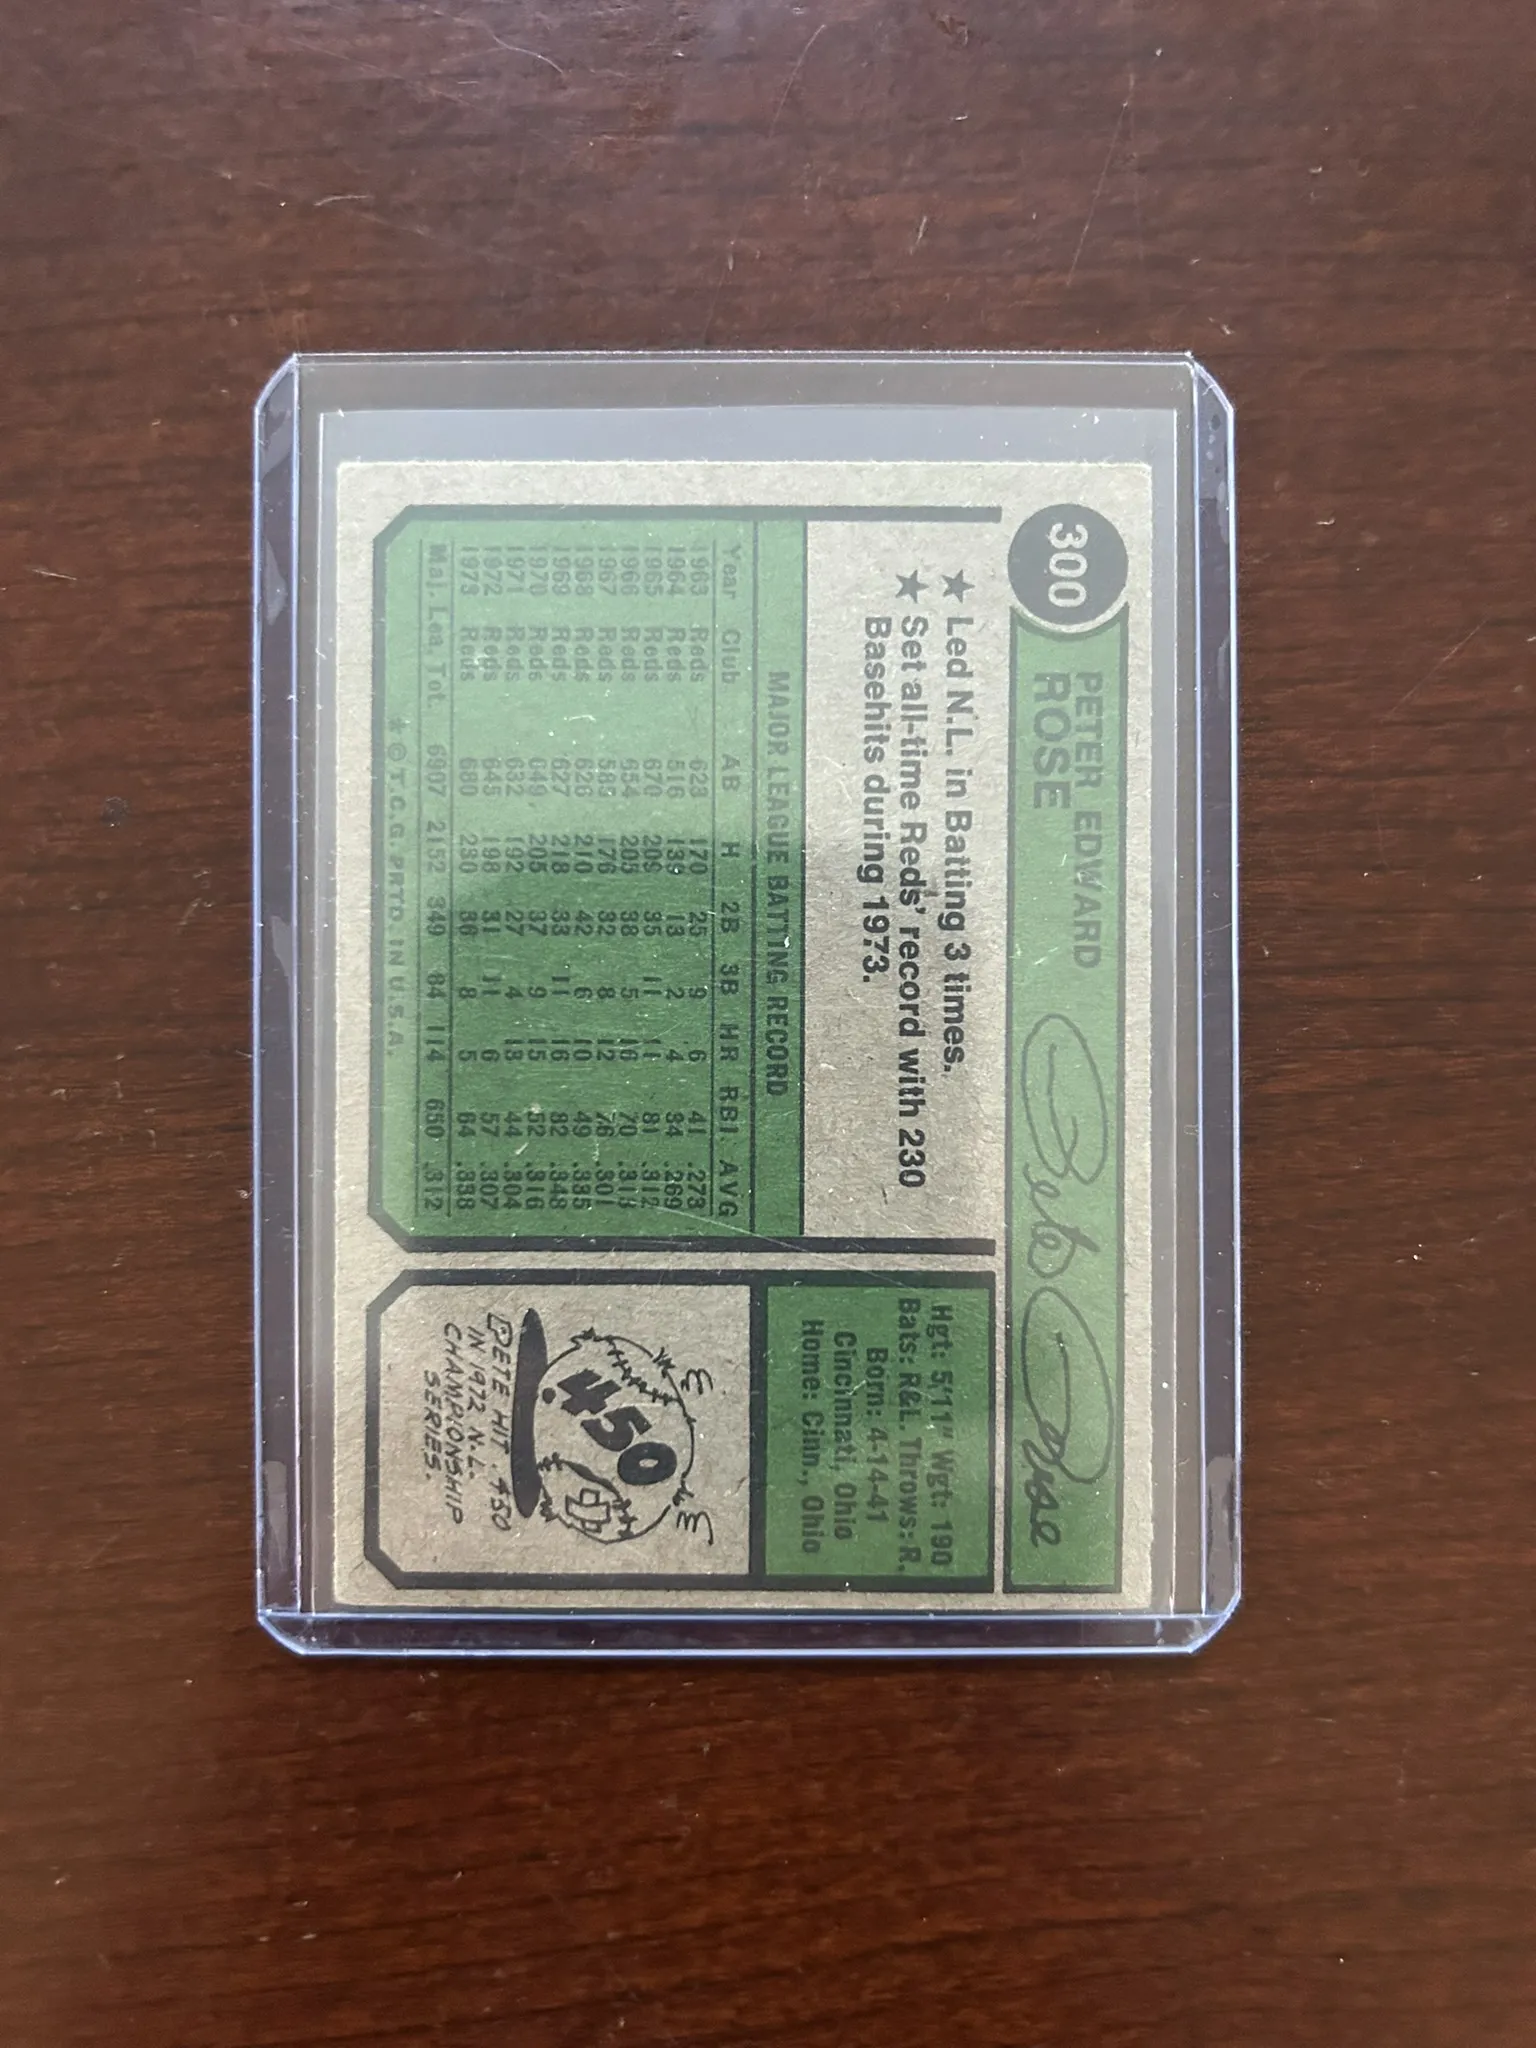 300
PETER EDWARD
ROSE
Pete Rose
★ Led N.L. in Batting 3 times.
★ Set all-time Reds' record with 230
Basehits during 1973.
MAJOR LEAGUE BATTING RECORD
Year Club AB H 2B 3B HR RBI AVG
1963 Reds 623 170 25 9 6 41 .273
1964 Reds 516 139 13 2 4 34 .269
1965 Reds 670 209 35 11 11 81 .312
1966 Reds 654 205 38 5 16 70 .313
1967 Reds 585 176 32 8 12 76 .301
1968 Reds 626 210 42 6 10 49 .335
1969 Reds 627 218 33 11 16 82 .348
1970 Reds 649 205 37 9 15 52 .316
1971 Reds 632 192 27 4 13 44 .304
1972 Reds 645 198 31 11 6 57 .307
1973 Reds 680 230 36 8 5 64 .338
Maj. Lea. Tot. 6907 2152 349 84 114 650 .312
* © T.C.G. PRTD. IN U.S.A.
Hgt: 5'11" Wgt: 190
Bats: R&L. Throws: R.
Born: 4-14-41
Cincinnati, Ohio
Home: Cinn., Ohio
.450
PETE HIT .450
IN 1972 N.L.
CHAMPIONSHIP
SERIES.